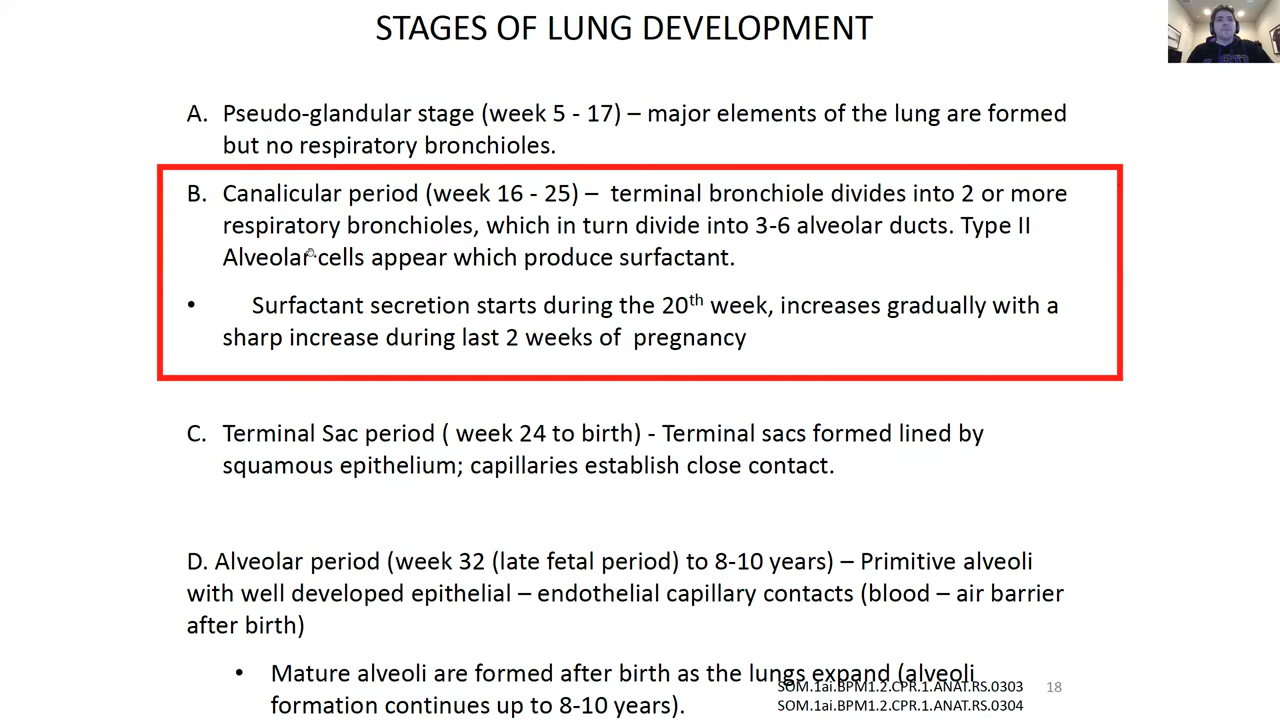 STAGES OF LUNG DEVELOPMENT
A. Pseudo-glandular stage (week 5 - 17) – major elements of the lung are formed
but no respiratory bronchioles.
B. Canalicular period (week 16 - 25) – terminal bronchiole divides into 2 or more
respiratory bronchioles, which in turn divide into 3-6 alveolar ducts. Type II
Alveolar cells appear which produce surfactant.
• Surfactant secretion starts during the 20th week, increases gradually with a
sharp increase during last 2 weeks of pregnancy
C. Terminal Sac period ( week 24 to birth) - Terminal sacs formed lined by
squamous epithelium; capillaries establish close contact.
D. Alveolar period (week 32 (late fetal period) to 8-10 years) – Primitive alveoli
with well developed epithelial – endothelial capillary contacts (blood – air barrier
after birth)
• Mature alveoli are formed after birth as the lungs expand (alveoli
formation continues up to 8-10 years).
SOM.1ai.BPM1.2.CPR.1.ANAT.RS.0303 18
SOM.1ai.BPM1.2.CPR.1.ANAT.RS.0304